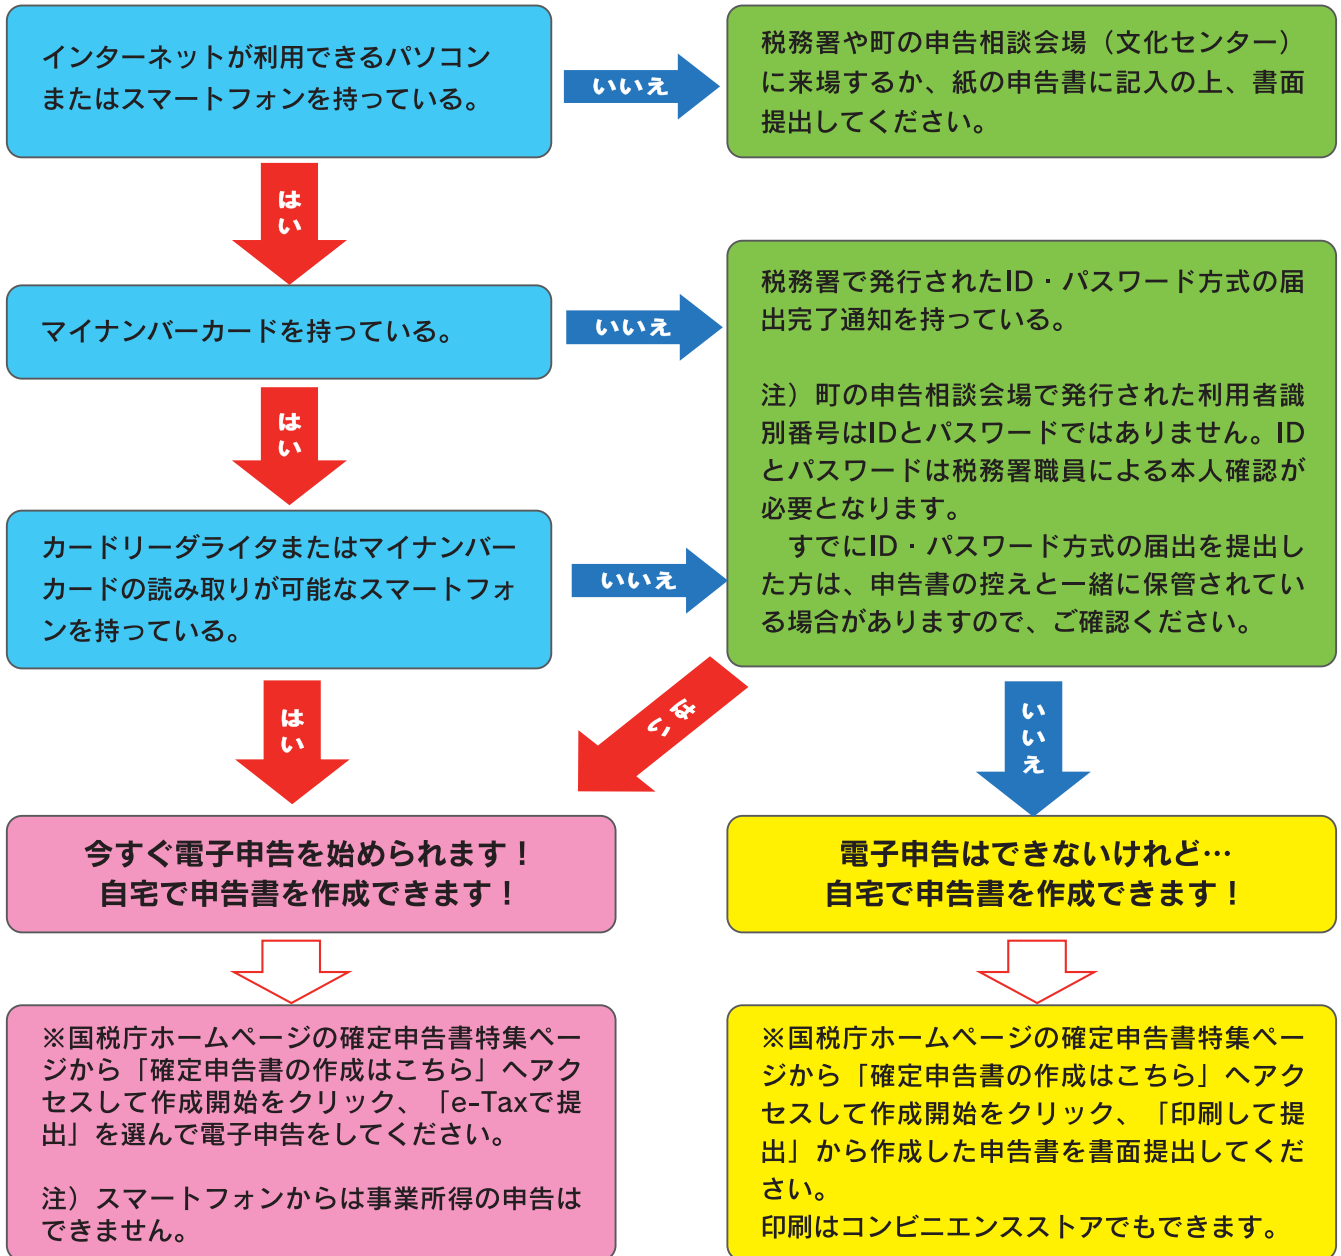 インターネットが利用できるパソコン
またはスマートフォンを持っている。
いいえ
税務署や町の申告相談会場（文化センター）
に来場するか、紙の申告書に記入の上、書面
提出してください。
はい
マイナンバーカードを持っている。
いいえ
税務署で発行されたID・パスワード方式の届
出完了通知を持っている。
注）町の申告相談会場で発行された利用者識
別番号はIDとパスワードではありません。ID
とパスワードは税務署職員による本人確認が
必要となります。
　すでにID・パスワード方式の届出を提出し
た方は、申告書の控えと一緒に保管されてい
る場合がありますので、ご確認ください。
はい
カードリーダライタまたはマイナンバー
カードの読み取りが可能なスマートフォ
ンを持っている。
いいえ
はい
はい
いいえ
今すぐ電子申告を始められます！
自宅で申告書を作成できます！
電子申告はできないけれど…
自宅で申告書を作成できます！
※国税庁ホームページの確定申告書特集ペー
ジから「確定申告書の作成はこちら」へアク
セスして作成開始をクリック、「e-Taxで提
出」を選んで電子申告をしてください。
注）スマートフォンからは事業所得の申告は
できません。
※国税庁ホームページの確定申告書特集ペー
ジから「確定申告書の作成はこちら」へアク
セスして作成開始をクリック、「印刷して提
出」から作成した申告書を書面提出してくだ
さい。
印刷はコンビニエンスストアでもできます。